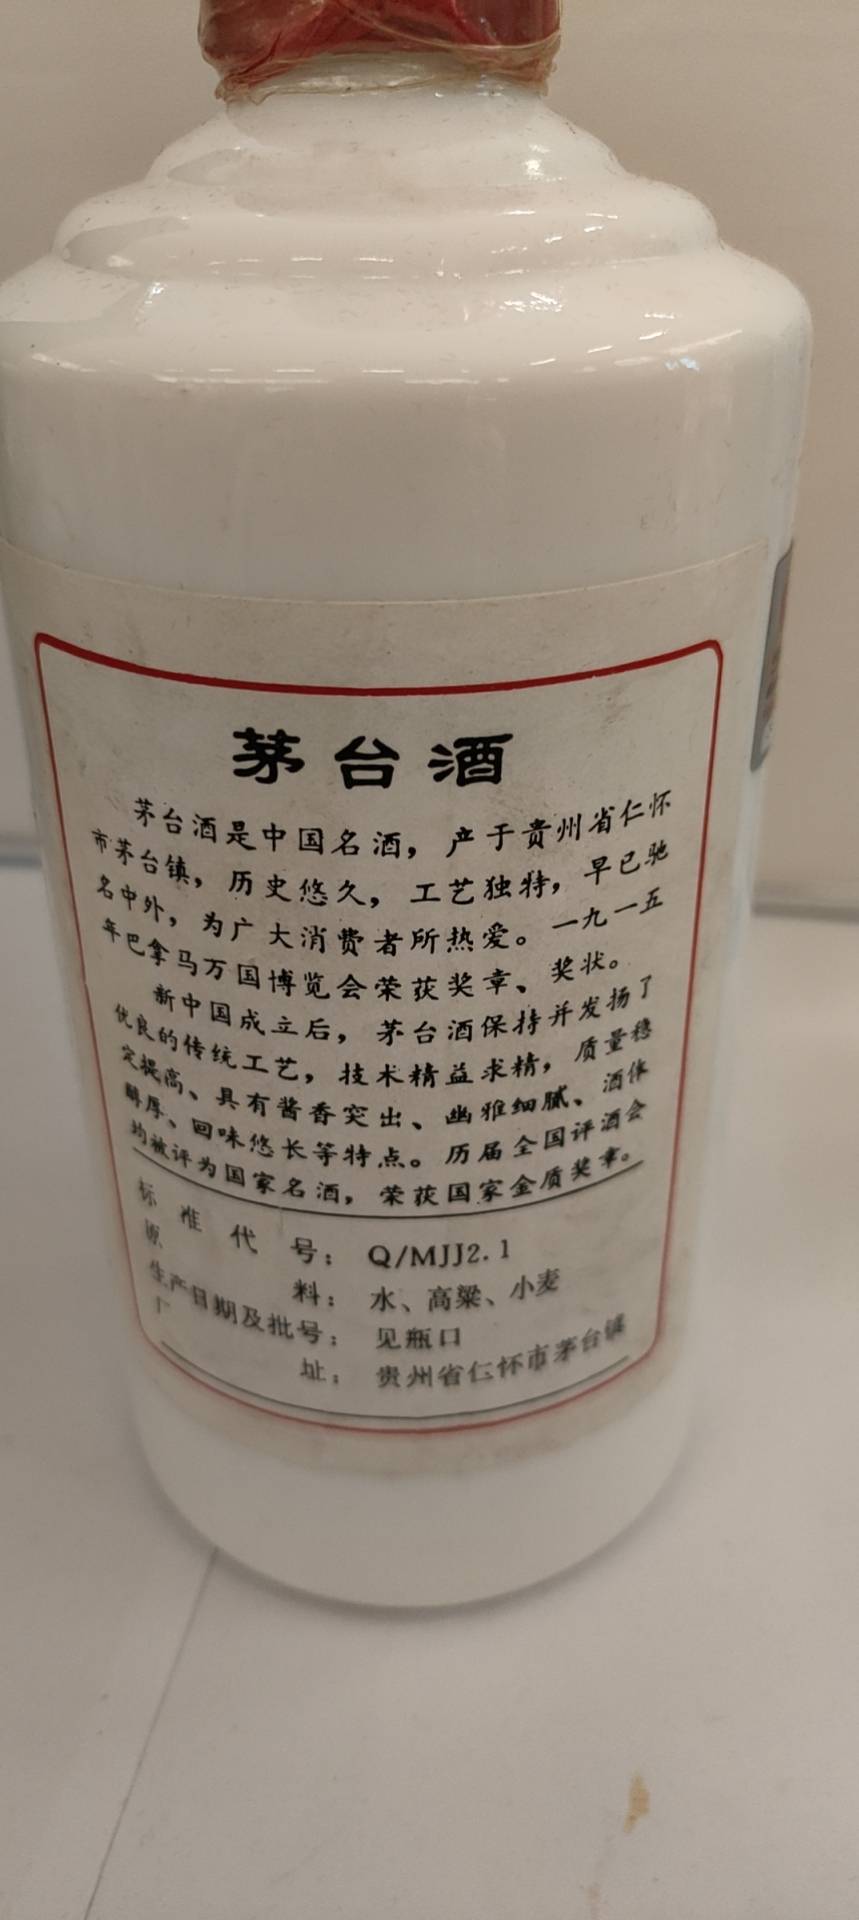 茅台酒
茅台酒是中国名酒，产于贵州省仁怀
市茅台镇，历史悠久，工艺独特，早已驰
名中外，为广大消费者所热爱。一九一五
年巴拿马万国博览会荣获奖章、奖状。
新中国成立后，茅台酒保持并发扬了
优良的传统工艺，技术精益求精，质量稳
定提高、具有酱香突出、幽雅细腻、酒体
醇厚、回味悠长等特点。历届全国评酒会
均被评为国家名酒，荣获国家金质奖章。
标准代号：Q/MJJ2.1
原料：水、高粱、小麦
生产日期及批号：见瓶口
厂址：贵州省仁怀市茅台镇